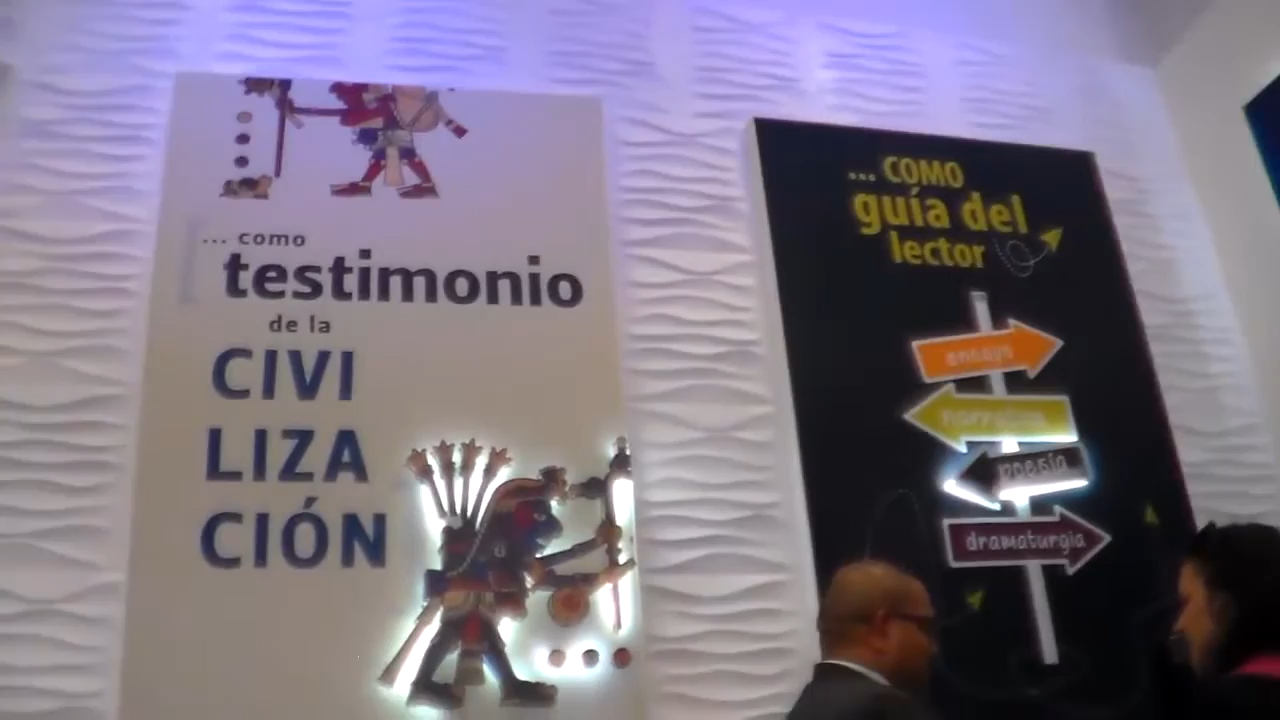 ... como
testimonio
de la
CIVI
LIZA
CIÓN
... COMO
guía del
lector
ensayo
narrativa
poesía
dramaturgia